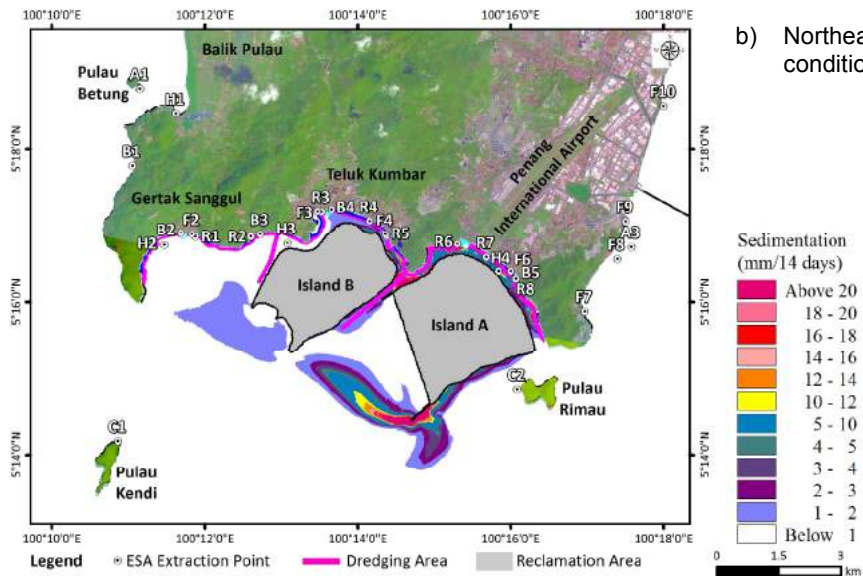 100°10'0"E 100°12'0"E 100°14'0"E 100°16'0"E 100°18'0"E
b) Northea
conditio
Balik Pulau
Pulau
Betung
A1
H1
F10
B1
5°18'0"N
5°18'0"N
Penang
International Airport
Teluk Kumbar
Gertak Sanggul
H2
B2
F2
R1
R2
B3
H3
F3
R3
B4
R4
F4
R5
R6
R7
H4
F6
B5
R8
F9
A3
F8
F7
5°16'0"N
5°16'0"N
Island B
Island A
C2
Pulau
Rimau
C1
Pulau
Kendi
5°14'0"N
5°14'0"N
100°10'0"E 100°12'0"E 100°14'0"E 100°16'0"E 100°18'0"E
Sedimentation
(mm/14 days)
Above 20
18 - 20
16 - 18
14 - 16
12 - 14
10 - 12
5 - 10
4 - 5
3 - 4
2 - 3
1 - 2
Below 1
0 1.5 3
km
Legend ESA Extraction Point Dredging Area Reclamation Area